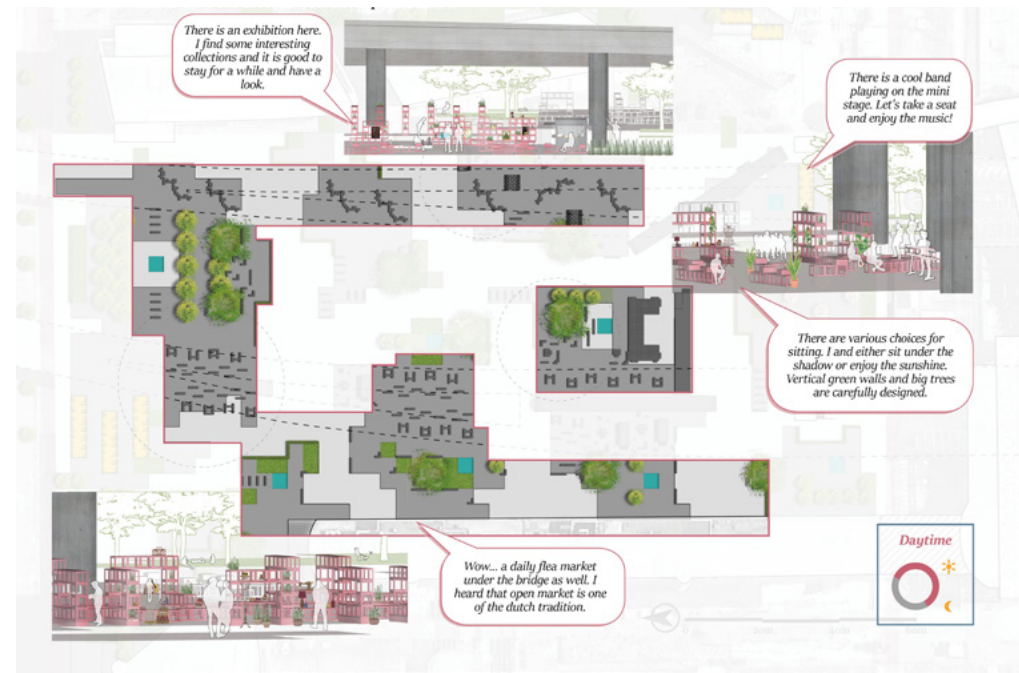 There is an exhibition here.
I find some interesting
collections and it is good to
stay for a while and have a
look.
There is a cool band
playing on the mini
stage. Let's take a seat
and enjoy the music!
There are various choices for
sitting. I and either sit under the
shadow or enjoy the sunshine.
Vertical green walls and big trees
are carefully designed.
Wow... a daily flea market
under the bridge as well. I
heard that open market is one
of the dutch tradition.
Daytime